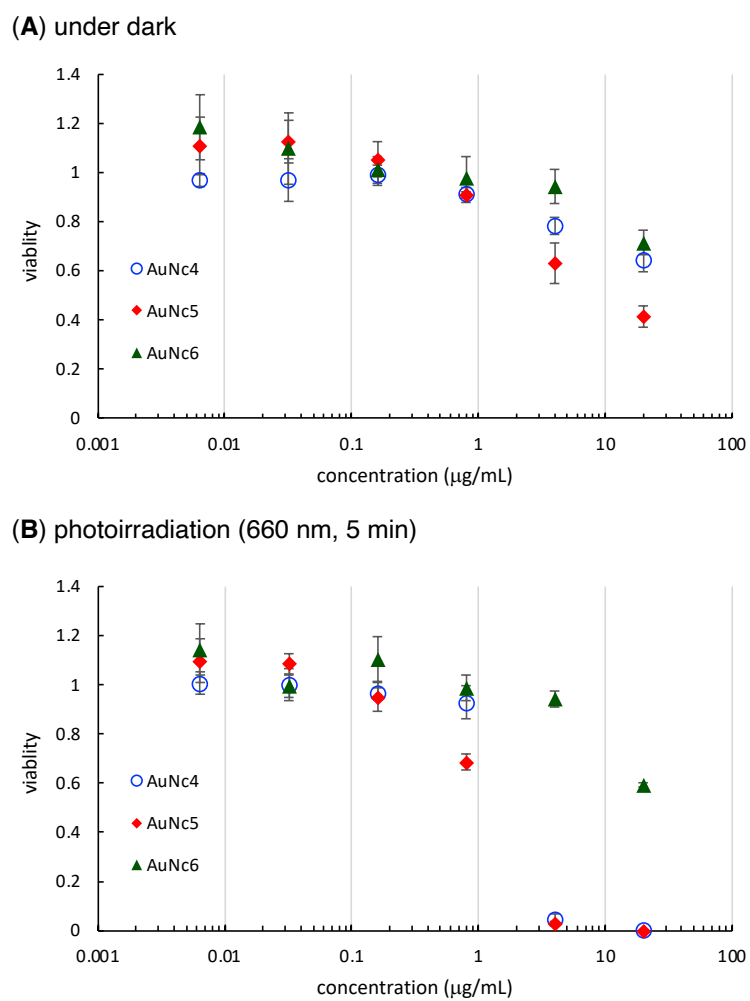 (A) under dark
1.4
1.2
1
0.8
0.6
0.4
0.2
0
viablity
AuNc4
AuNc5
AuNc6
0.001 0.01 0.1 1 10 100
concentration (μg/mL)
(B) photoirradiation (660 nm, 5 min)
1.4
1.2
1
0.8
0.6
0.4
0.2
0
viablity
AuNc4
AuNc5
AuNc6
0.001 0.01 0.1 1 10 100
concentration (μg/mL)